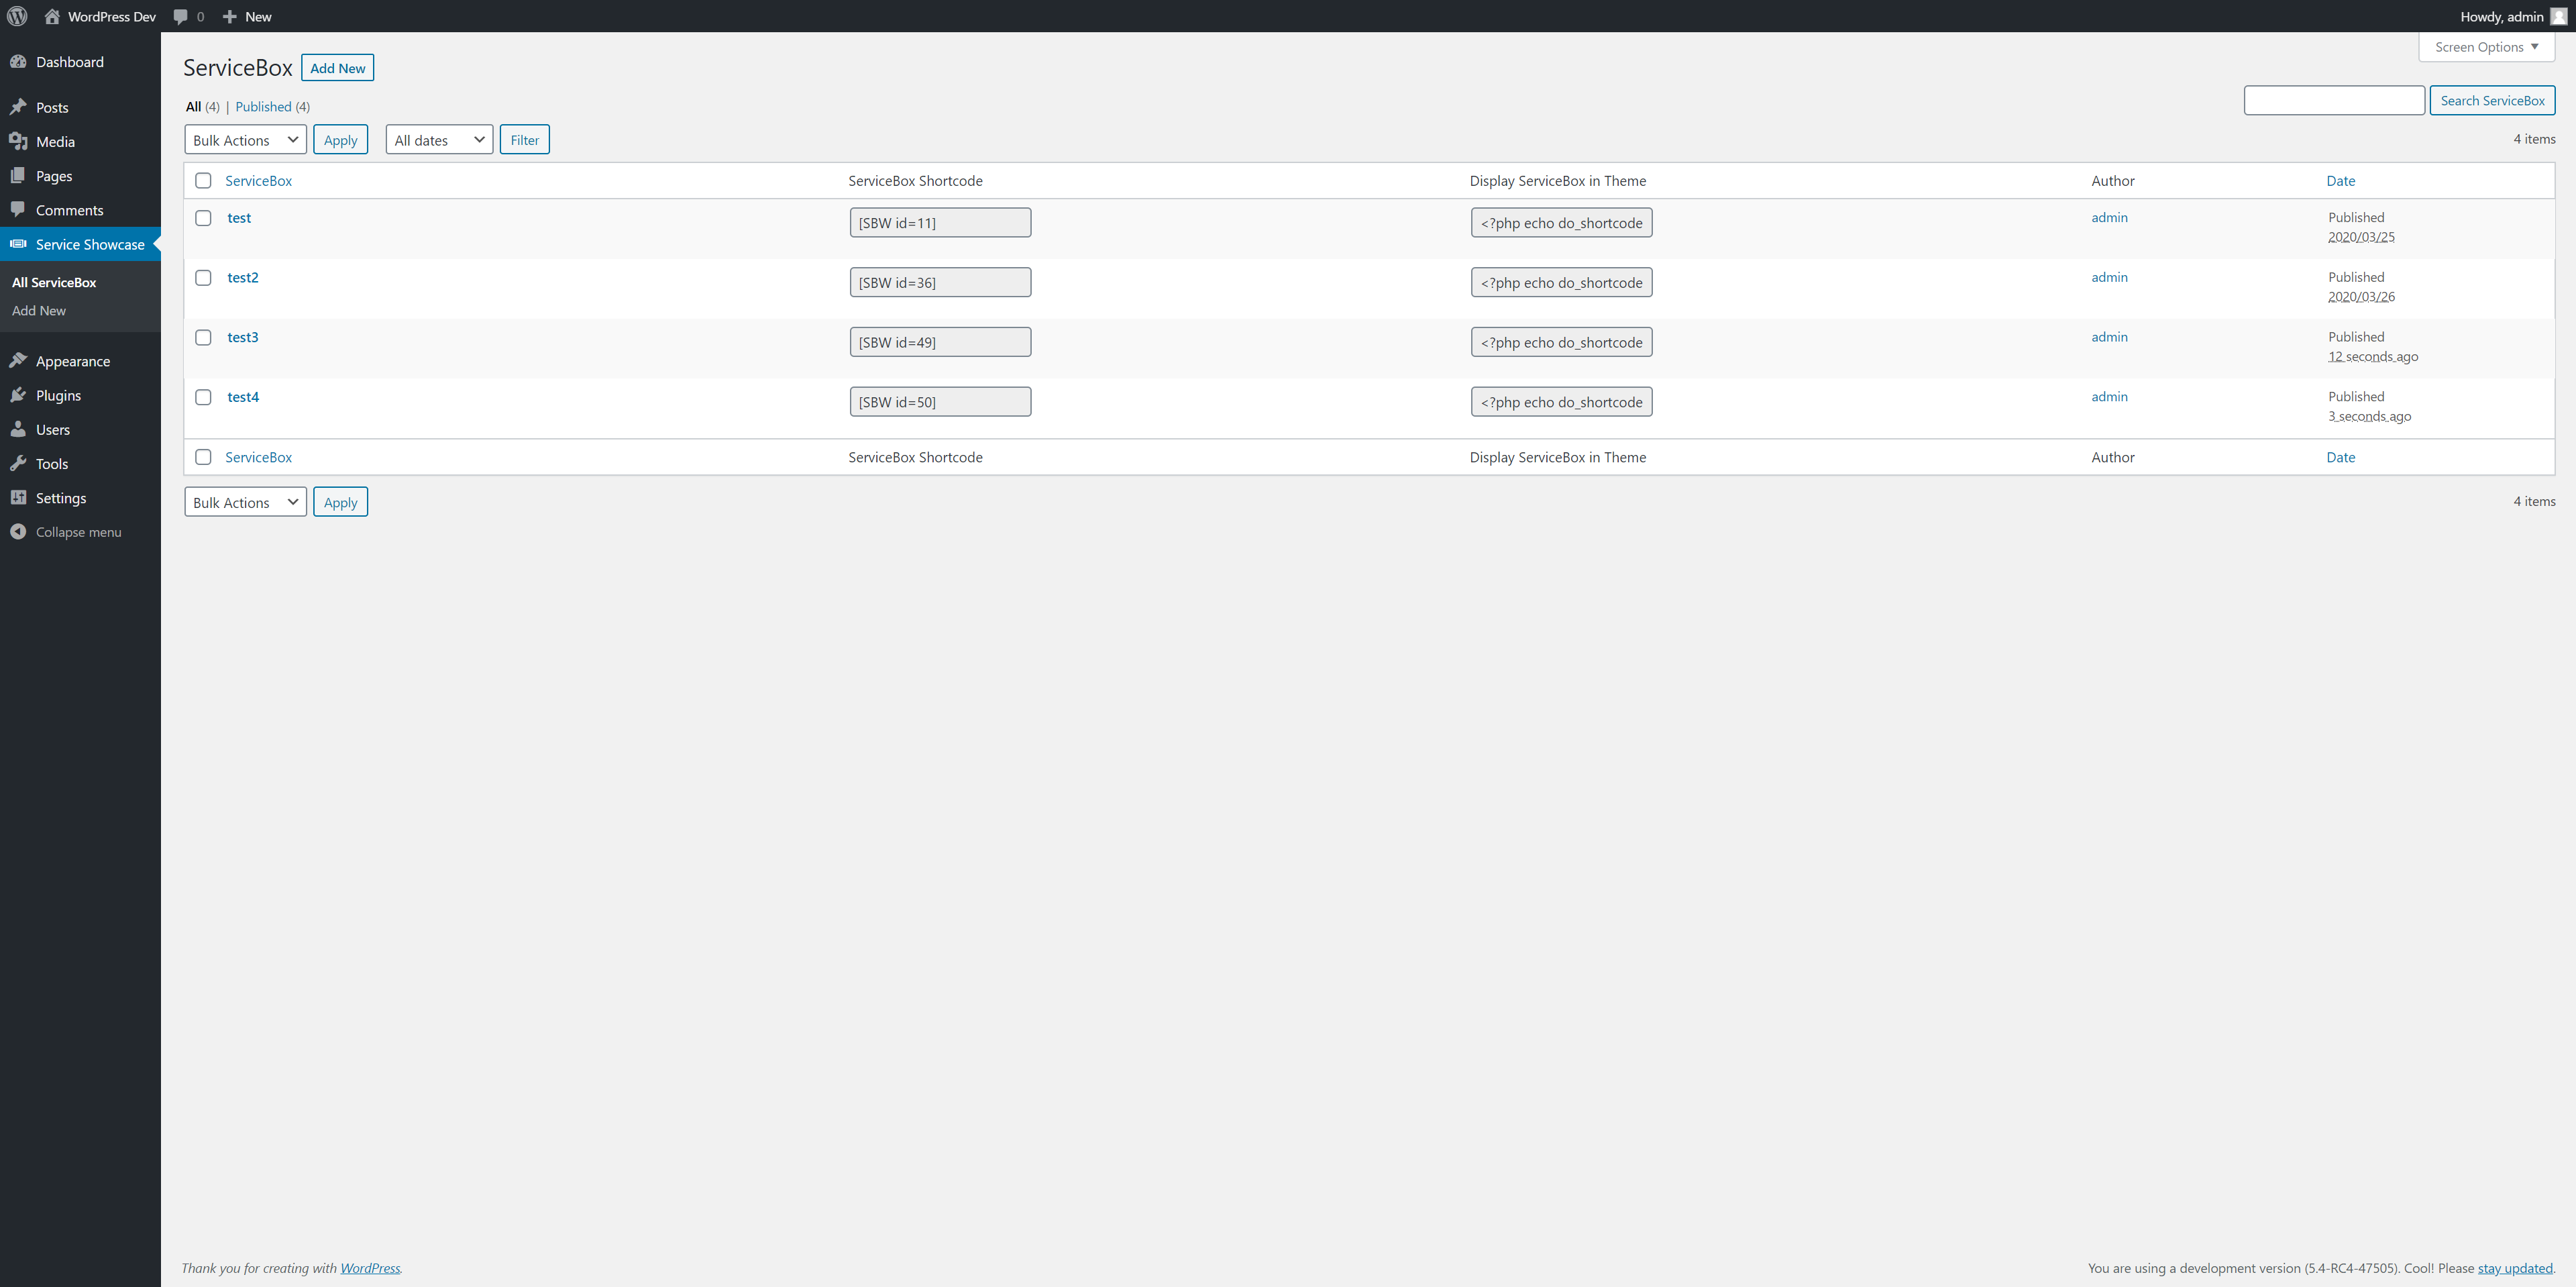 WordPress Dev 0 New Howdy, admin
Screen Options
Dashboard
Posts
Media
Pages
Comments
Service Showcase
All ServiceBox
Add New
Appearance
Plugins
Users
Tools
Settings
Collapse menu
ServiceBox Add New
All (4) | Published (4)
Search ServiceBox
Bulk Actions Apply All dates Filter 4 items
ServiceBox ServiceBox Shortcode Display ServiceBox in Theme Author Date
test [SBW id=11] <?php echo do_shortcode admin Published
2020/03/25
test2 [SBW id=36] <?php echo do_shortcode admin Published
2020/03/26
test3 [SBW id=49] <?php echo do_shortcode admin Published
12 seconds ago
test4 [SBW id=50] <?php echo do_shortcode admin Published
3 seconds ago
ServiceBox ServiceBox Shortcode Display ServiceBox in Theme Author Date
Bulk Actions Apply 4 items
Thank you for creating with WordPress. You are using a development version (5.4-RC4-47505). Cool! Please stay updated.